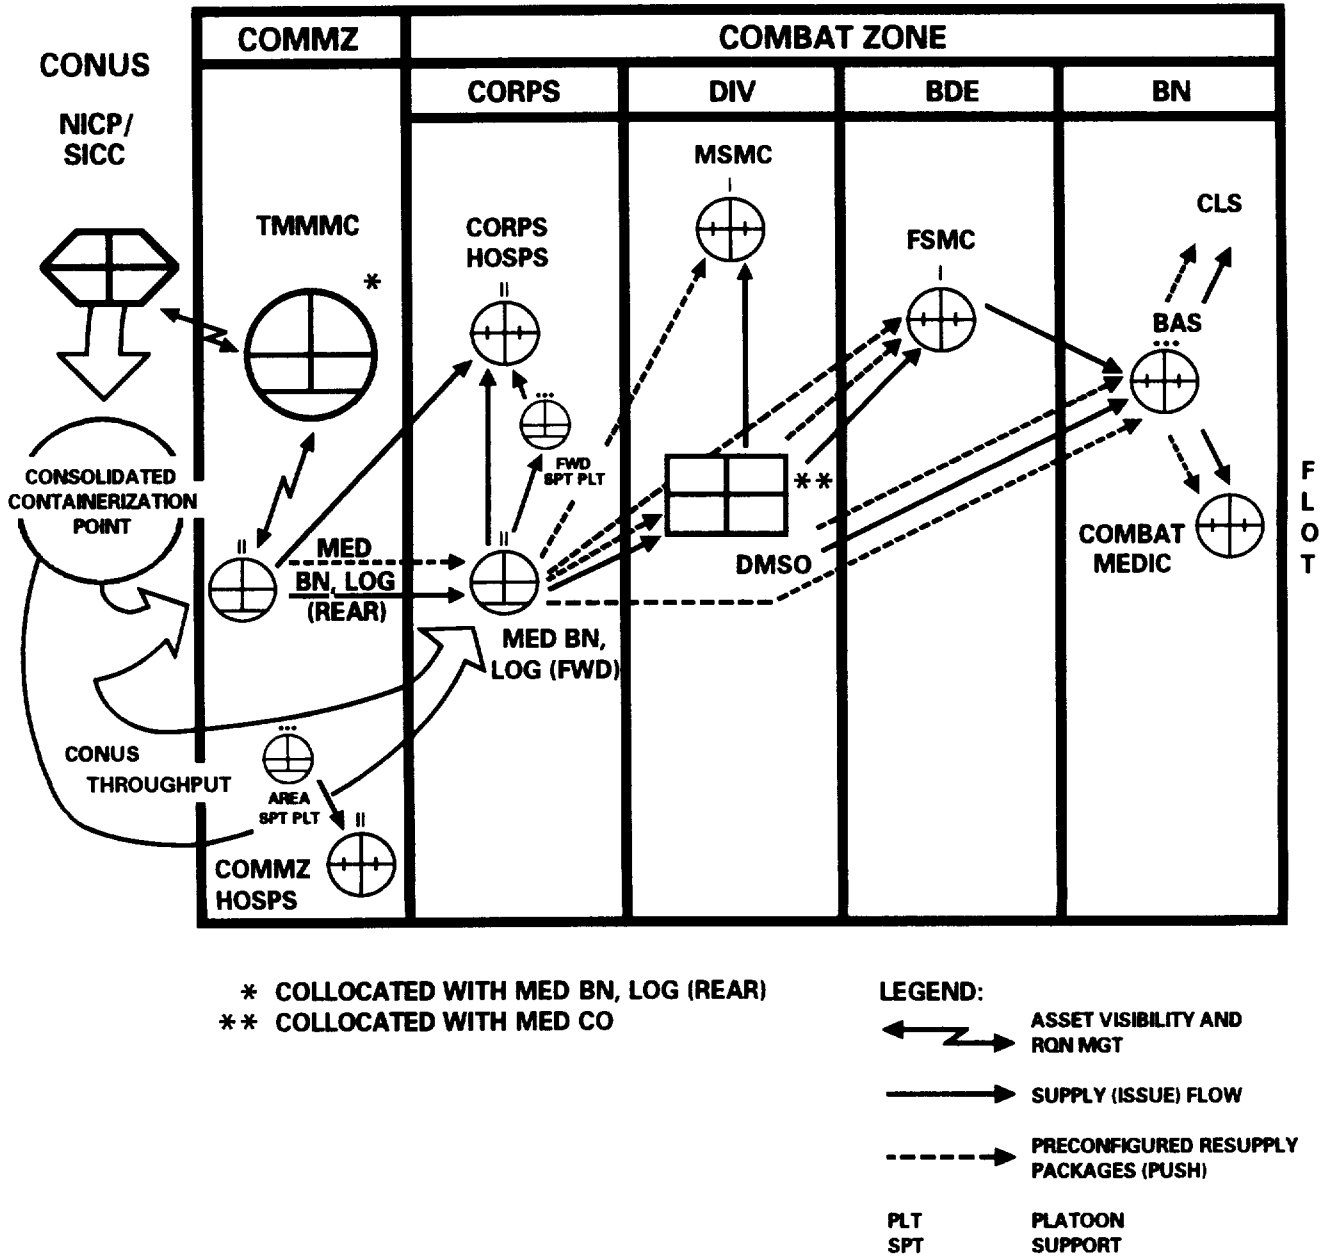 COMMZ
COMBAT ZONE
CONUS
NICP/
SICC
CORPS
DIV
BDE
BN
MSMC
TMMMC
*
CORPS
HOSPS
FSMC
CLS
BAS
CONSOLIDATED
CONTAINERIZATION
POINT
FWD
SPT PLT
**
DMSO
COMBAT
MEDIC
F
L
O
T
MED
BN, LOG
(REAR)
MED BN,
LOG (FWD)
CONUS
THROUGHPUT
AREA
SPT PLT
COMMZ
HOSPS
* COLLOCATED WITH MED BN, LOG (REAR)
** COLLOCATED WITH MED CO
LEGEND:
ASSET VISIBILITY AND
RQN MGT
SUPPLY (ISSUE) FLOW
PRECONFIGURED RESUPPLY
PACKAGES (PUSH)
PLT PLATOON
SPT SUPPORT